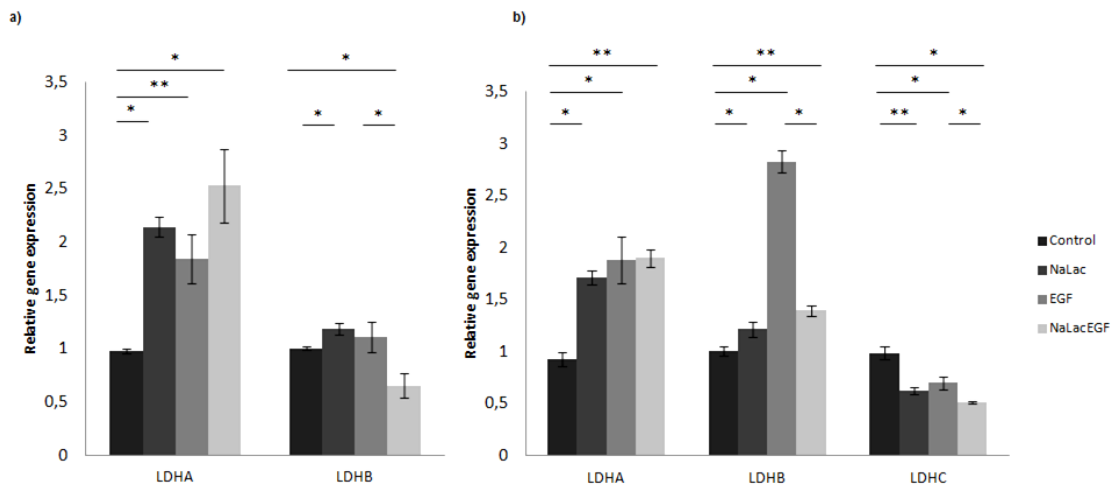 a)
* 
**
*
*
*
*
3,5
3
2,5
2
1,5
1
0,5
0
Relative gene expression
LDHA LDHB
b)
** ** *
* * *
* * * ** *
3,5
3
2,5
2
1,5
1
0,5
0
Relative gene expression
LDHA LDHB LDHC
Control
NaLac
EGF
NaLacEGF